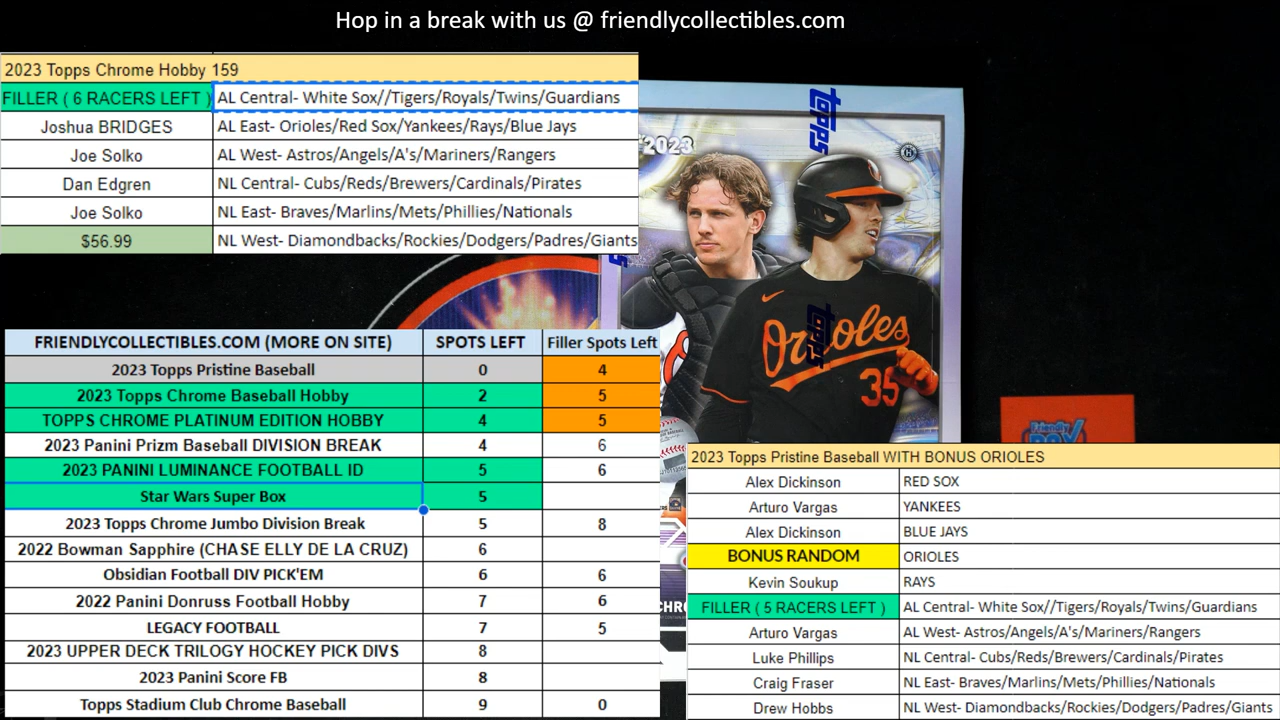 Hop in a break with us @ friendlycollectibles.com
2023 Topps Chrome Hobby 159
FILLER ( 6 RACERS LEFT ) AL Central- White Sox//Tigers/Royals/Twins/Guardians
Joshua BRIDGES AL East- Orioles/Red Sox/Yankees/Rays/Blue Jays
Joe Solko AL West- Astros/Angels/A's/Mariners/Rangers
Dan Edgren NL Central- Cubs/Reds/Brewers/Cardinals/Pirates
Joe Solko NL East- Braves/Marlins/Mets/Phillies/Nationals
$56.99 NL West- Diamondbacks/Rockies/Dodgers/Padres/Giants
topps
2023
H
Orioles
35
topps
Friendly
FRIENDLYCOLLECTIBLES.COM (MORE ON SITE) SPOTS LEFT Filler Spots Left
2023 Topps Pristine Baseball 0 4
2023 Topps Chrome Baseball Hobby 2 5
TOPPS CHROME PLATINUM EDITION HOBBY 4 5
2023 Panini Prizm Baseball DIVISION BREAK 4 6
2023 PANINI LUMINANCE FOOTBALL ID 5 6
Star Wars Super Box 5
2023 Topps Chrome Jumbo Division Break 5 8
2022 Bowman Sapphire (CHASE ELLY DE LA CRUZ) 6
Obsidian Football DIV PICK'EM 6 6
2022 Panini Donruss Football Hobby 7 6
LEGACY FOOTBALL 7 5
2023 UPPER DECK TRILOGY HOCKEY PICK DIVS 8
2023 Panini Score FB 8
Topps Stadium Club Chrome Baseball 9 0
2023 Topps Pristine Baseball WITH BONUS ORIOLES
Alex Dickinson RED SOX
Arturo Vargas YANKEES
Alex Dickinson BLUE JAYS
BONUS RANDOM ORIOLES
Kevin Soukup RAYS
FILLER ( 5 RACERS LEFT ) AL Central- White Sox//Tigers/Royals/Twins/Guardians
Arturo Vargas AL West- Astros/Angels/A's/Mariners/Rangers
Luke Phillips NL Central- Cubs/Reds/Brewers/Cardinals/Pirates
Craig Fraser NL East- Braves/Marlins/Mets/Phillies/Nationals
Drew Hobbs NL West- Diamondbacks/Rockies/Dodgers/Padres/Giants